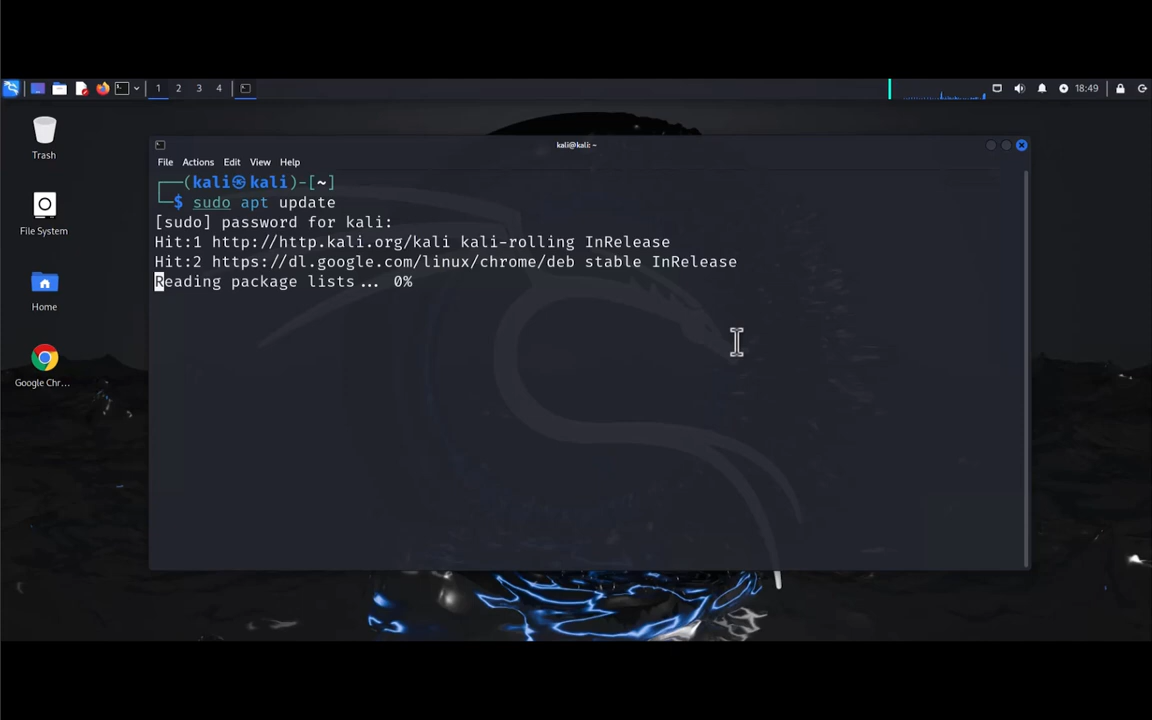 1 2 3 4 18:49
Trash
File System
Home
Google Chr...
kali@kali: ~
File Actions Edit View Help
┌──(kali㉿kali)-[~]
└─$ sudo apt update
[sudo] password for kali:
Hit:1 http://http.kali.org/kali kali-rolling InRelease
Hit:2 https://dl.google.com/linux/chrome/deb stable InRelease
Reading package lists... 0%